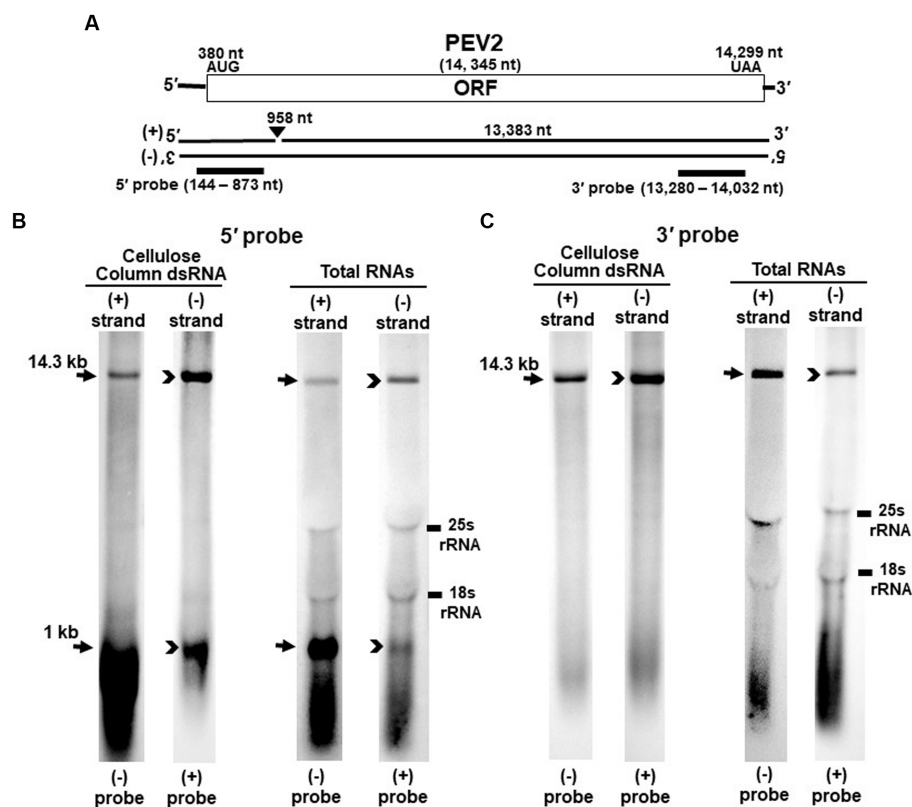 A
PEV2
380 nt
(14, 345 nt)
14,299 nt
AUG
UAA
5′
ORF
3′
958 nt
(+) 5′
13,383 nt
3′
(-) 3′
5′
5′ probe (144 – 873 nt)
3′ probe (13,280 – 14,032 nt)
B
5′ probe
Cellulose
Column dsRNA
Total RNAs
(+)
strand
(-)
strand
(+)
strand
(-)
strand
14.3 kb
25s
rRNA
18s
rRNA
1 kb
(-)
probe
(+)
probe
(-)
probe
(+)
probe
C
3′ probe
Cellulose
Column dsRNA
Total RNAs
(+)
strand
(-)
strand
(+)
strand
(-)
strand
14.3 kb
25s
rRNA
18s
rRNA
(-)
probe
(+)
probe
(-)
probe
(+)
probe